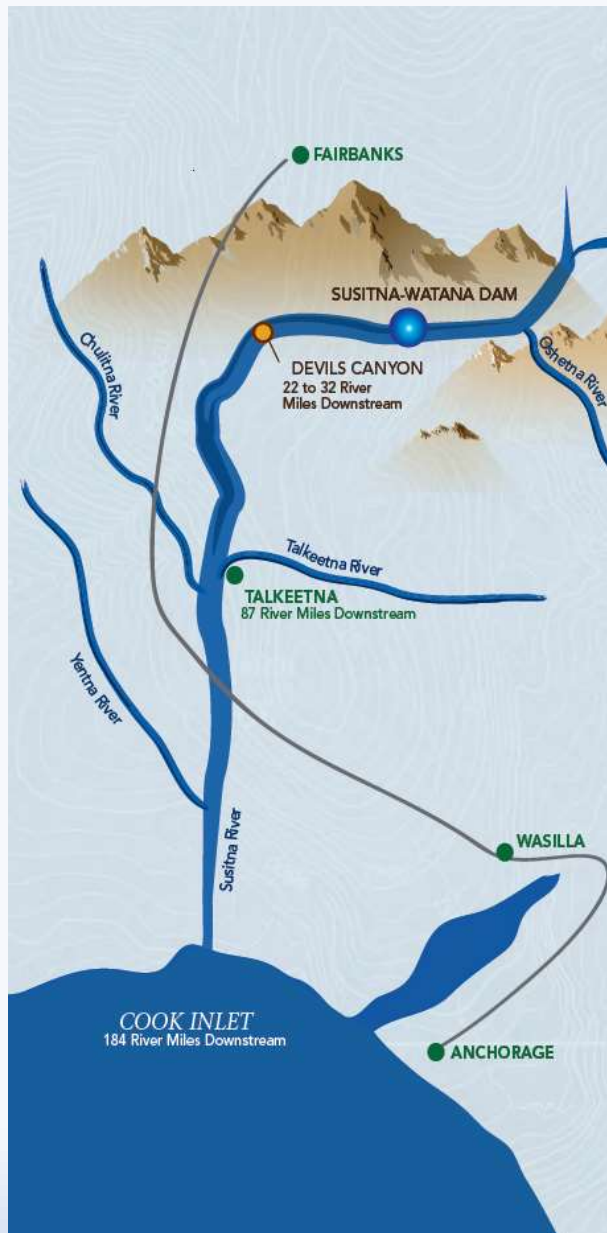 FAIRBANKS
SUSITNA-WATANA DAM
DEVILS CANYON
22 to 32 River
Miles Downstream
Oshetna River
Chulitna River
Talkeetna River
TALKEETNA
87 River Miles Downstream
Yentna River
Susitna River
WASILLA
COOK INLET
184 River Miles Downstream
ANCHORAGE